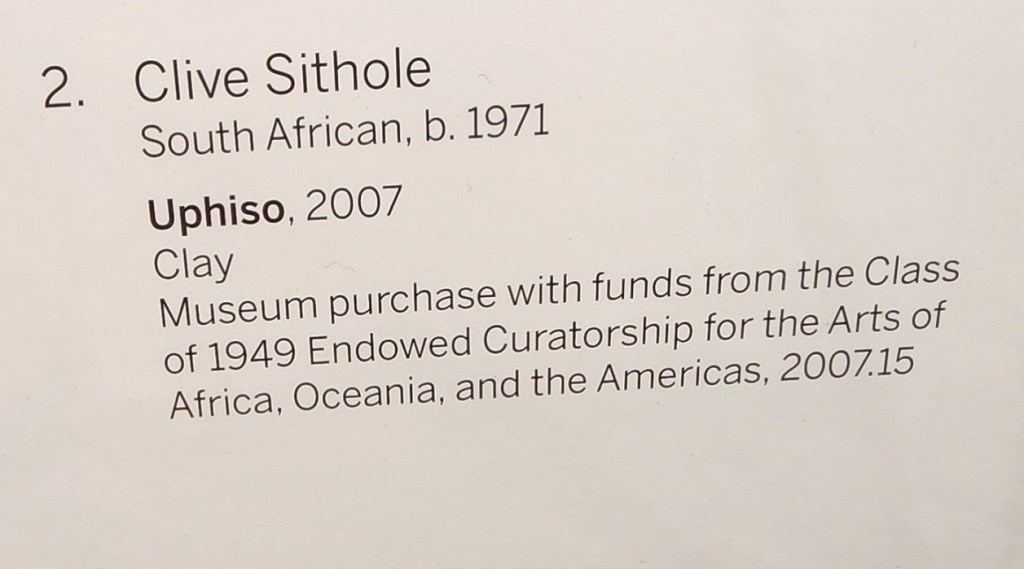 2. Clive Sithole
South African, b. 1971
Uphiso, 2007
Clay
Museum purchase with funds from the Class
of 1949 Endowed Curatorship for the Arts of
Africa, Oceania, and the Americas, 2007.15